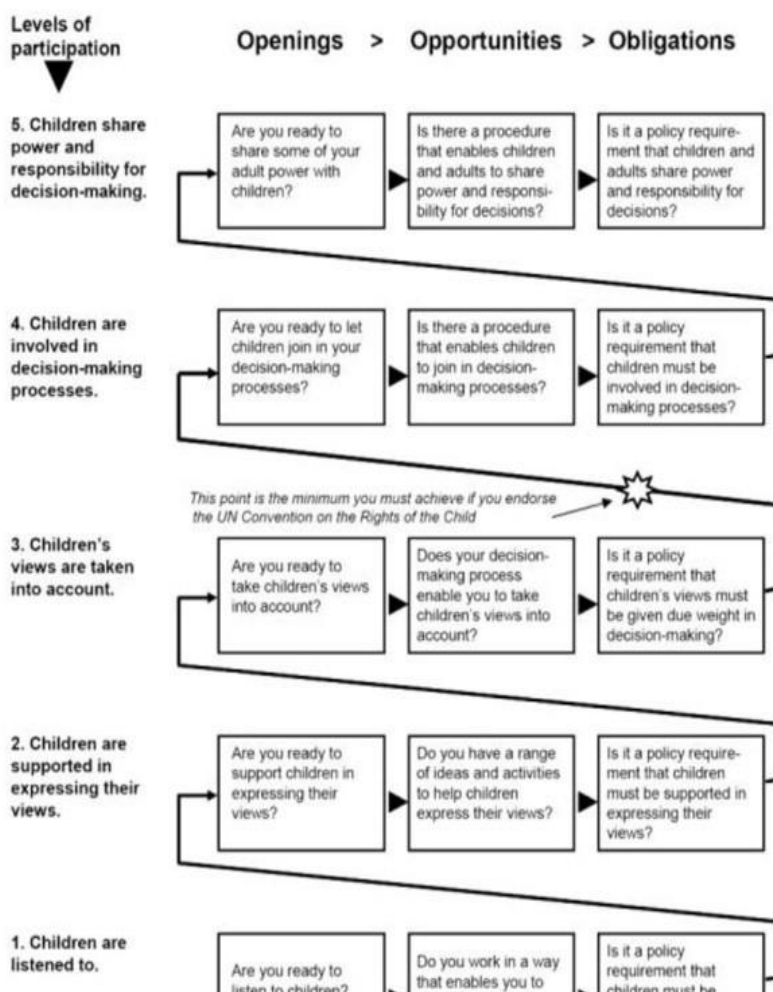 Levels of
participation
Openings > Opportunities > Obligations
5. Children share
power and
responsibility for
decision-making.
Are you ready to
share some of your
adult power with
children?
Is there a procedure
that enables children
and adults to share
power and responsi-
bility for decisions?
Is it a policy require-
ment that children and
adults share power
and responsibility for
decisions?
4. Children are
involved in
decision-making
processes.
Are you ready to let
children join in your
decision-making
processes?
Is there a procedure
that enables children
to join in decision-
making processes?
Is it a policy
requirement that
children must be
involved in decision-
making processes?
This point is the minimum you must achieve if you endorse
the UN Convention on the Rights of the Child
3. Children's
views are taken
into account.
Are you ready to
take children's views
into account?
Does your decision-
making process
enable you to take
children's views into
account?
Is it a policy
requirement that
children's views must
be given due weight in
decision-making?
2. Children are
supported in
expressing their
views.
Are you ready to
support children in
expressing their
views?
Do you have a range
of ideas and activities
to help children
express their views?
Is it a policy require-
ment that children
must be supported in
expressing their
views?
1. Children are
listened to.
Are you ready to
listen to children?
Do you work in a way
that enables you to
Is it a policy
requirement that
children must be